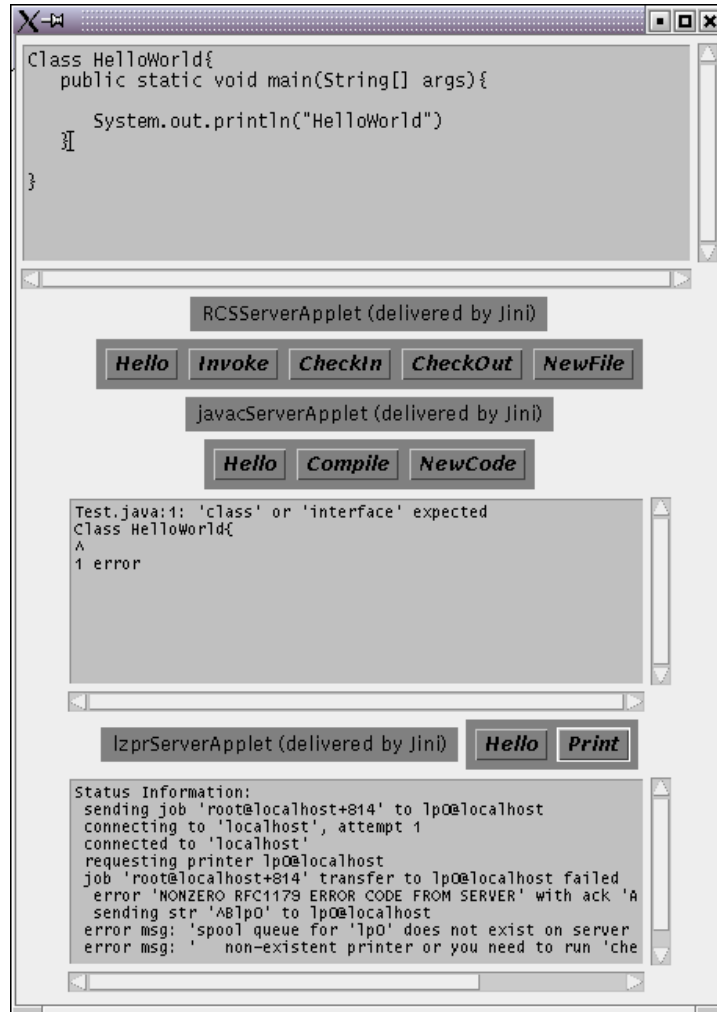 Class HelloWorld{
public static void main(String[] args){
System.out.println("HelloWorld")
}
}
RCSServerApplet (delivered by Jini)
Hello Invoke CheckIn CheckOut NewFile
javacServerApplet (delivered by Jini)
Hello Compile NewCode
Test.java:1: 'class' or 'interface' expected
Class HelloWorld{
^
1 error
lzprServerApplet (delivered by Jini) Hello Print
Status Information:
sending job 'root@localhost+814' to lp0@localhost
connecting to 'localhost', attempt 1
connected to 'localhost'
requesting printer lp0@localhost
job 'root@localhost+814' transfer to lp0@localhost failed
error 'NONZERO RFC1179 ERROR CODE FROM SERVER' with ack 'A
sending str '^Blp0' to lp0@localhost
error msg: 'spool queue for 'lp0' does not exist on server
error msg: '   non-existent printer or you need to run 'che